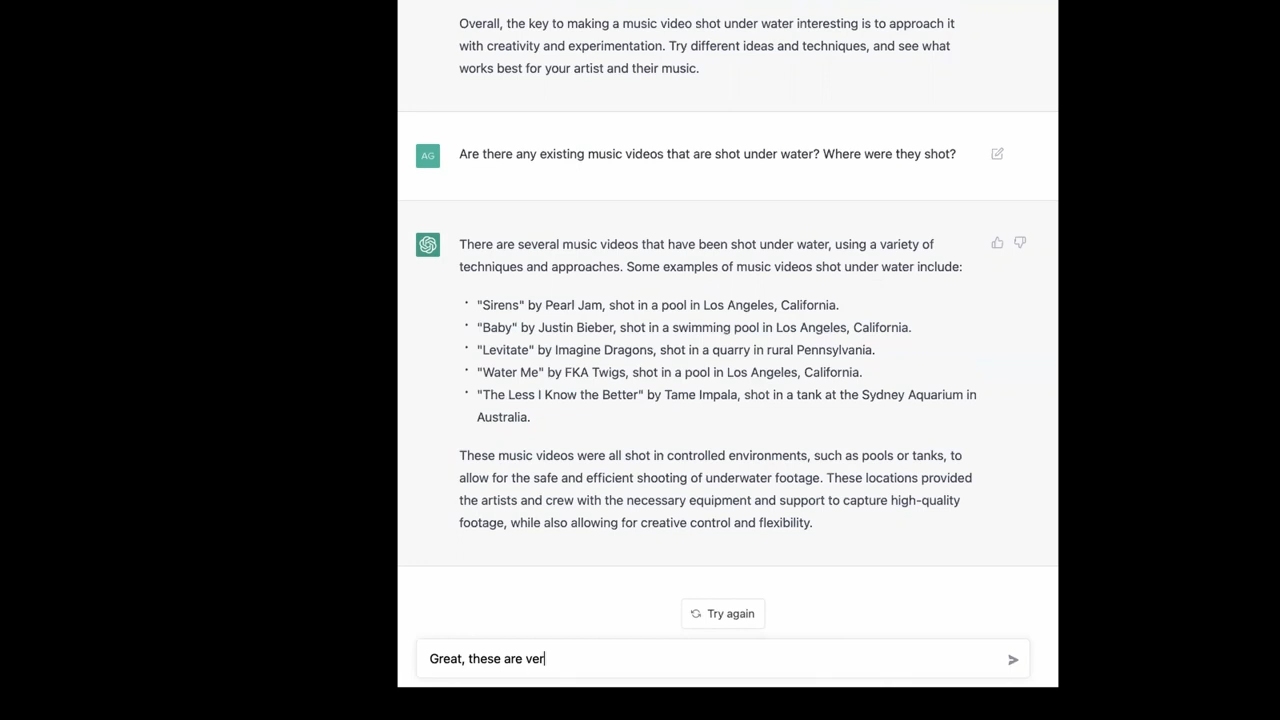 Overall, the key to making a music video shot under water interesting is to approach it
with creativity and experimentation. Try different ideas and techniques, and see what
works best for your artist and their music.
AG
Are there any existing music videos that are shot under water? Where were they shot?
There are several music videos that have been shot under water, using a variety of
techniques and approaches. Some examples of music videos shot under water include:
• "Sirens" by Pearl Jam, shot in a pool in Los Angeles, California.
• "Baby" by Justin Bieber, shot in a swimming pool in Los Angeles, California.
• "Levitate" by Imagine Dragons, shot in a quarry in rural Pennsylvania.
• "Water Me" by FKA Twigs, shot in a pool in Los Angeles, California.
• "The Less I Know the Better" by Tame Impala, shot in a tank at the Sydney Aquarium in
Australia.
These music videos were all shot in controlled environments, such as pools or tanks, to
allow for the safe and efficient shooting of underwater footage. These locations provided
the artists and crew with the necessary equipment and support to capture high-quality
footage, while also allowing for creative control and flexibility.
Try again
Great, these are ver